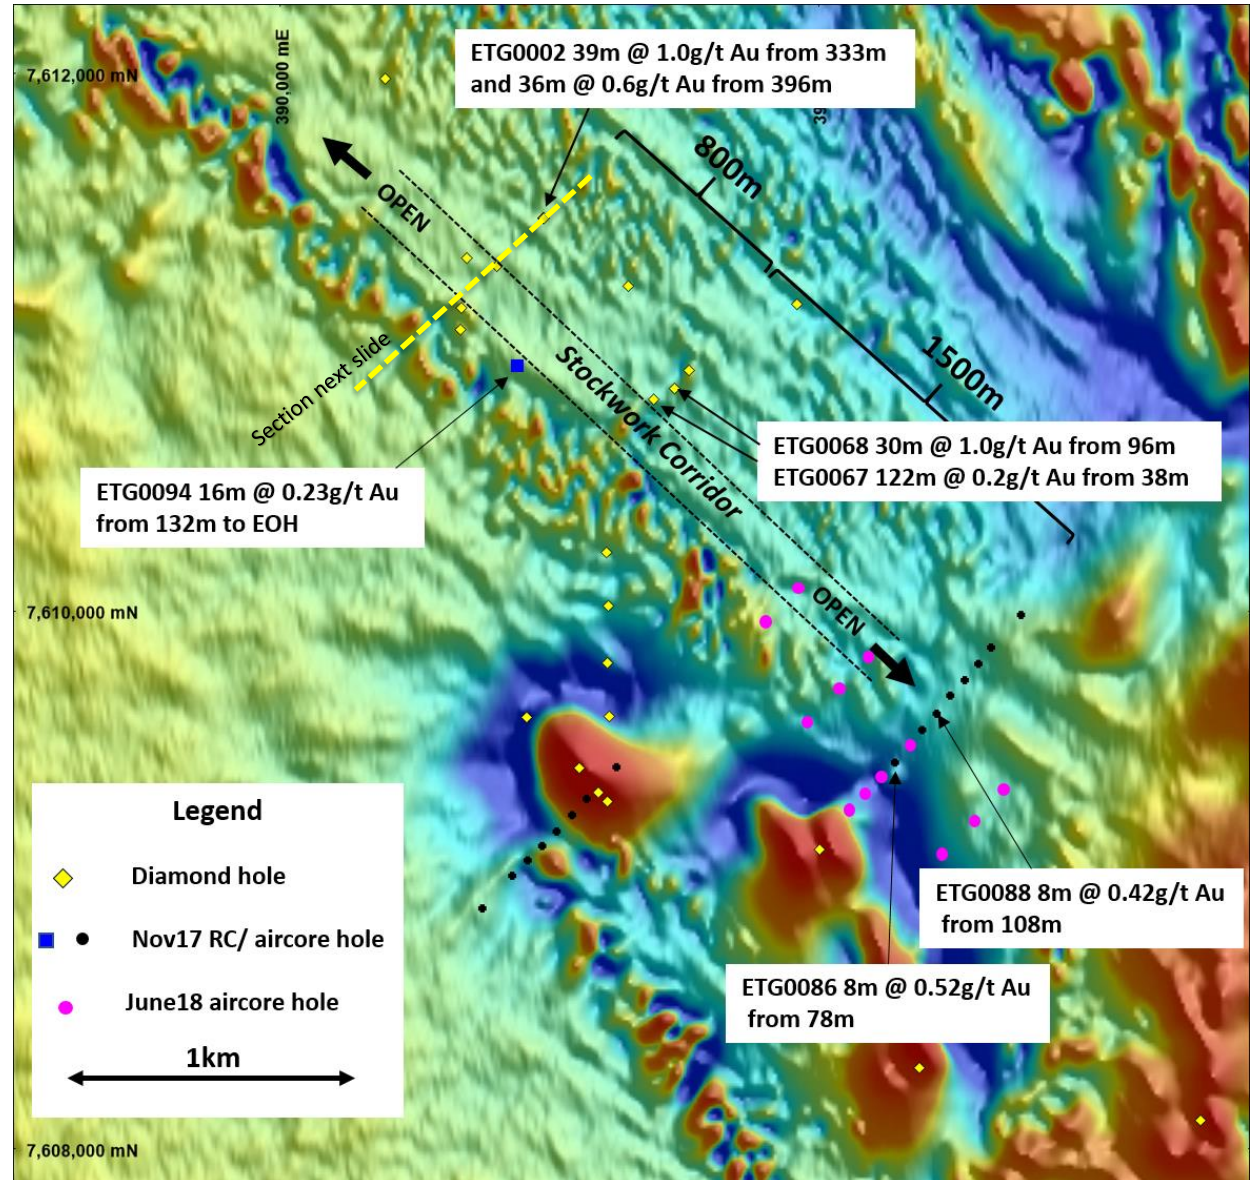 ETG0002 39m @ 1.0g/t Au from 333m
and 36m @ 0.6g/t Au from 396m
7,612,000 mN
390,000 mE
800m
OPEN
1500m
Section next slide
Stockwork Corridor
ETG0068 30m @ 1.0g/t Au from 96m
ETG0067 122m @ 0.2g/t Au from 38m
ETG0094 16m @ 0.23g/t Au
from 132m to EOH
7,610,000 mN
OPEN
Legend
Diamond hole
Nov17 RC/ aircore hole
June18 aircore hole
1km
ETG0088 8m @ 0.42g/t Au
from 108m
ETG0086 8m @ 0.52g/t Au
from 78m
7,608,000 mN